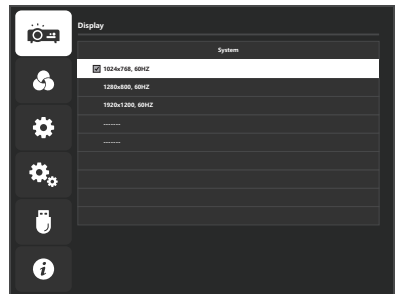 Display
System
1024x768, 60HZ
1280x800, 60HZ
1920x1200, 60HZ
-------
-------